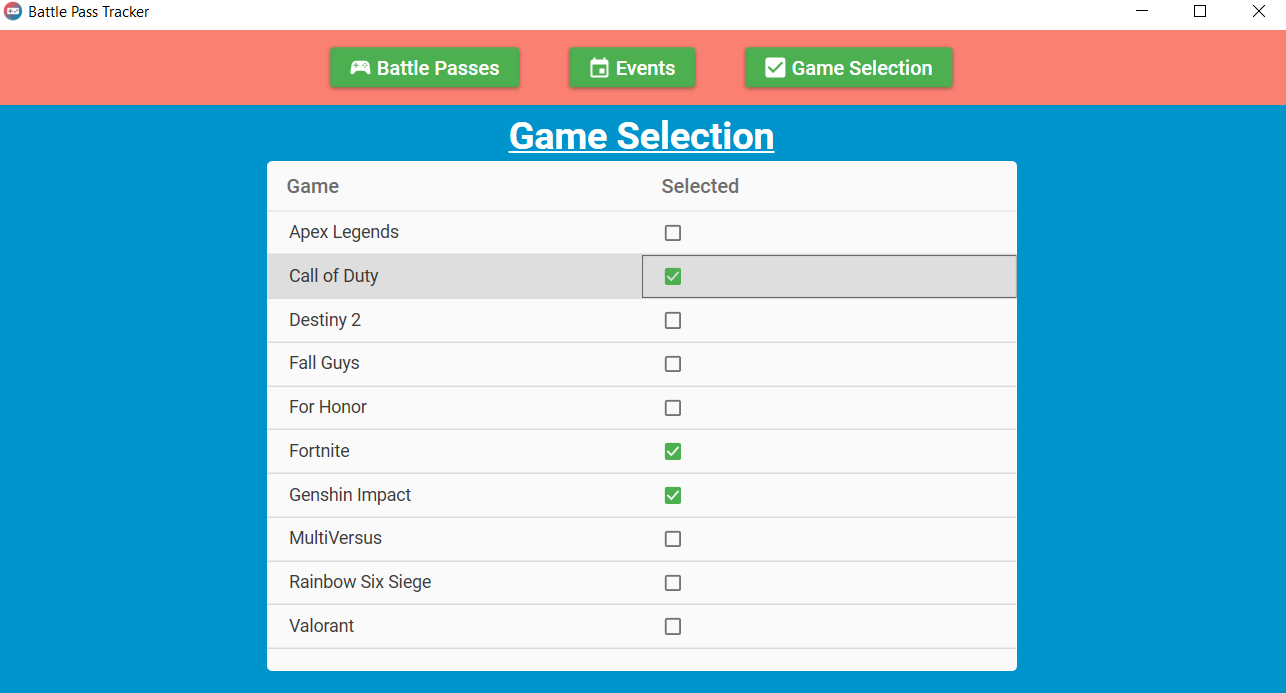 Battle Pass Tracker
Battle Passes Events Game Selection
Game Selection
Game Selected
Apex Legends
Call of Duty
Destiny 2
Fall Guys
For Honor
Fortnite
Genshin Impact
MultiVersus
Rainbow Six Siege
Valorant